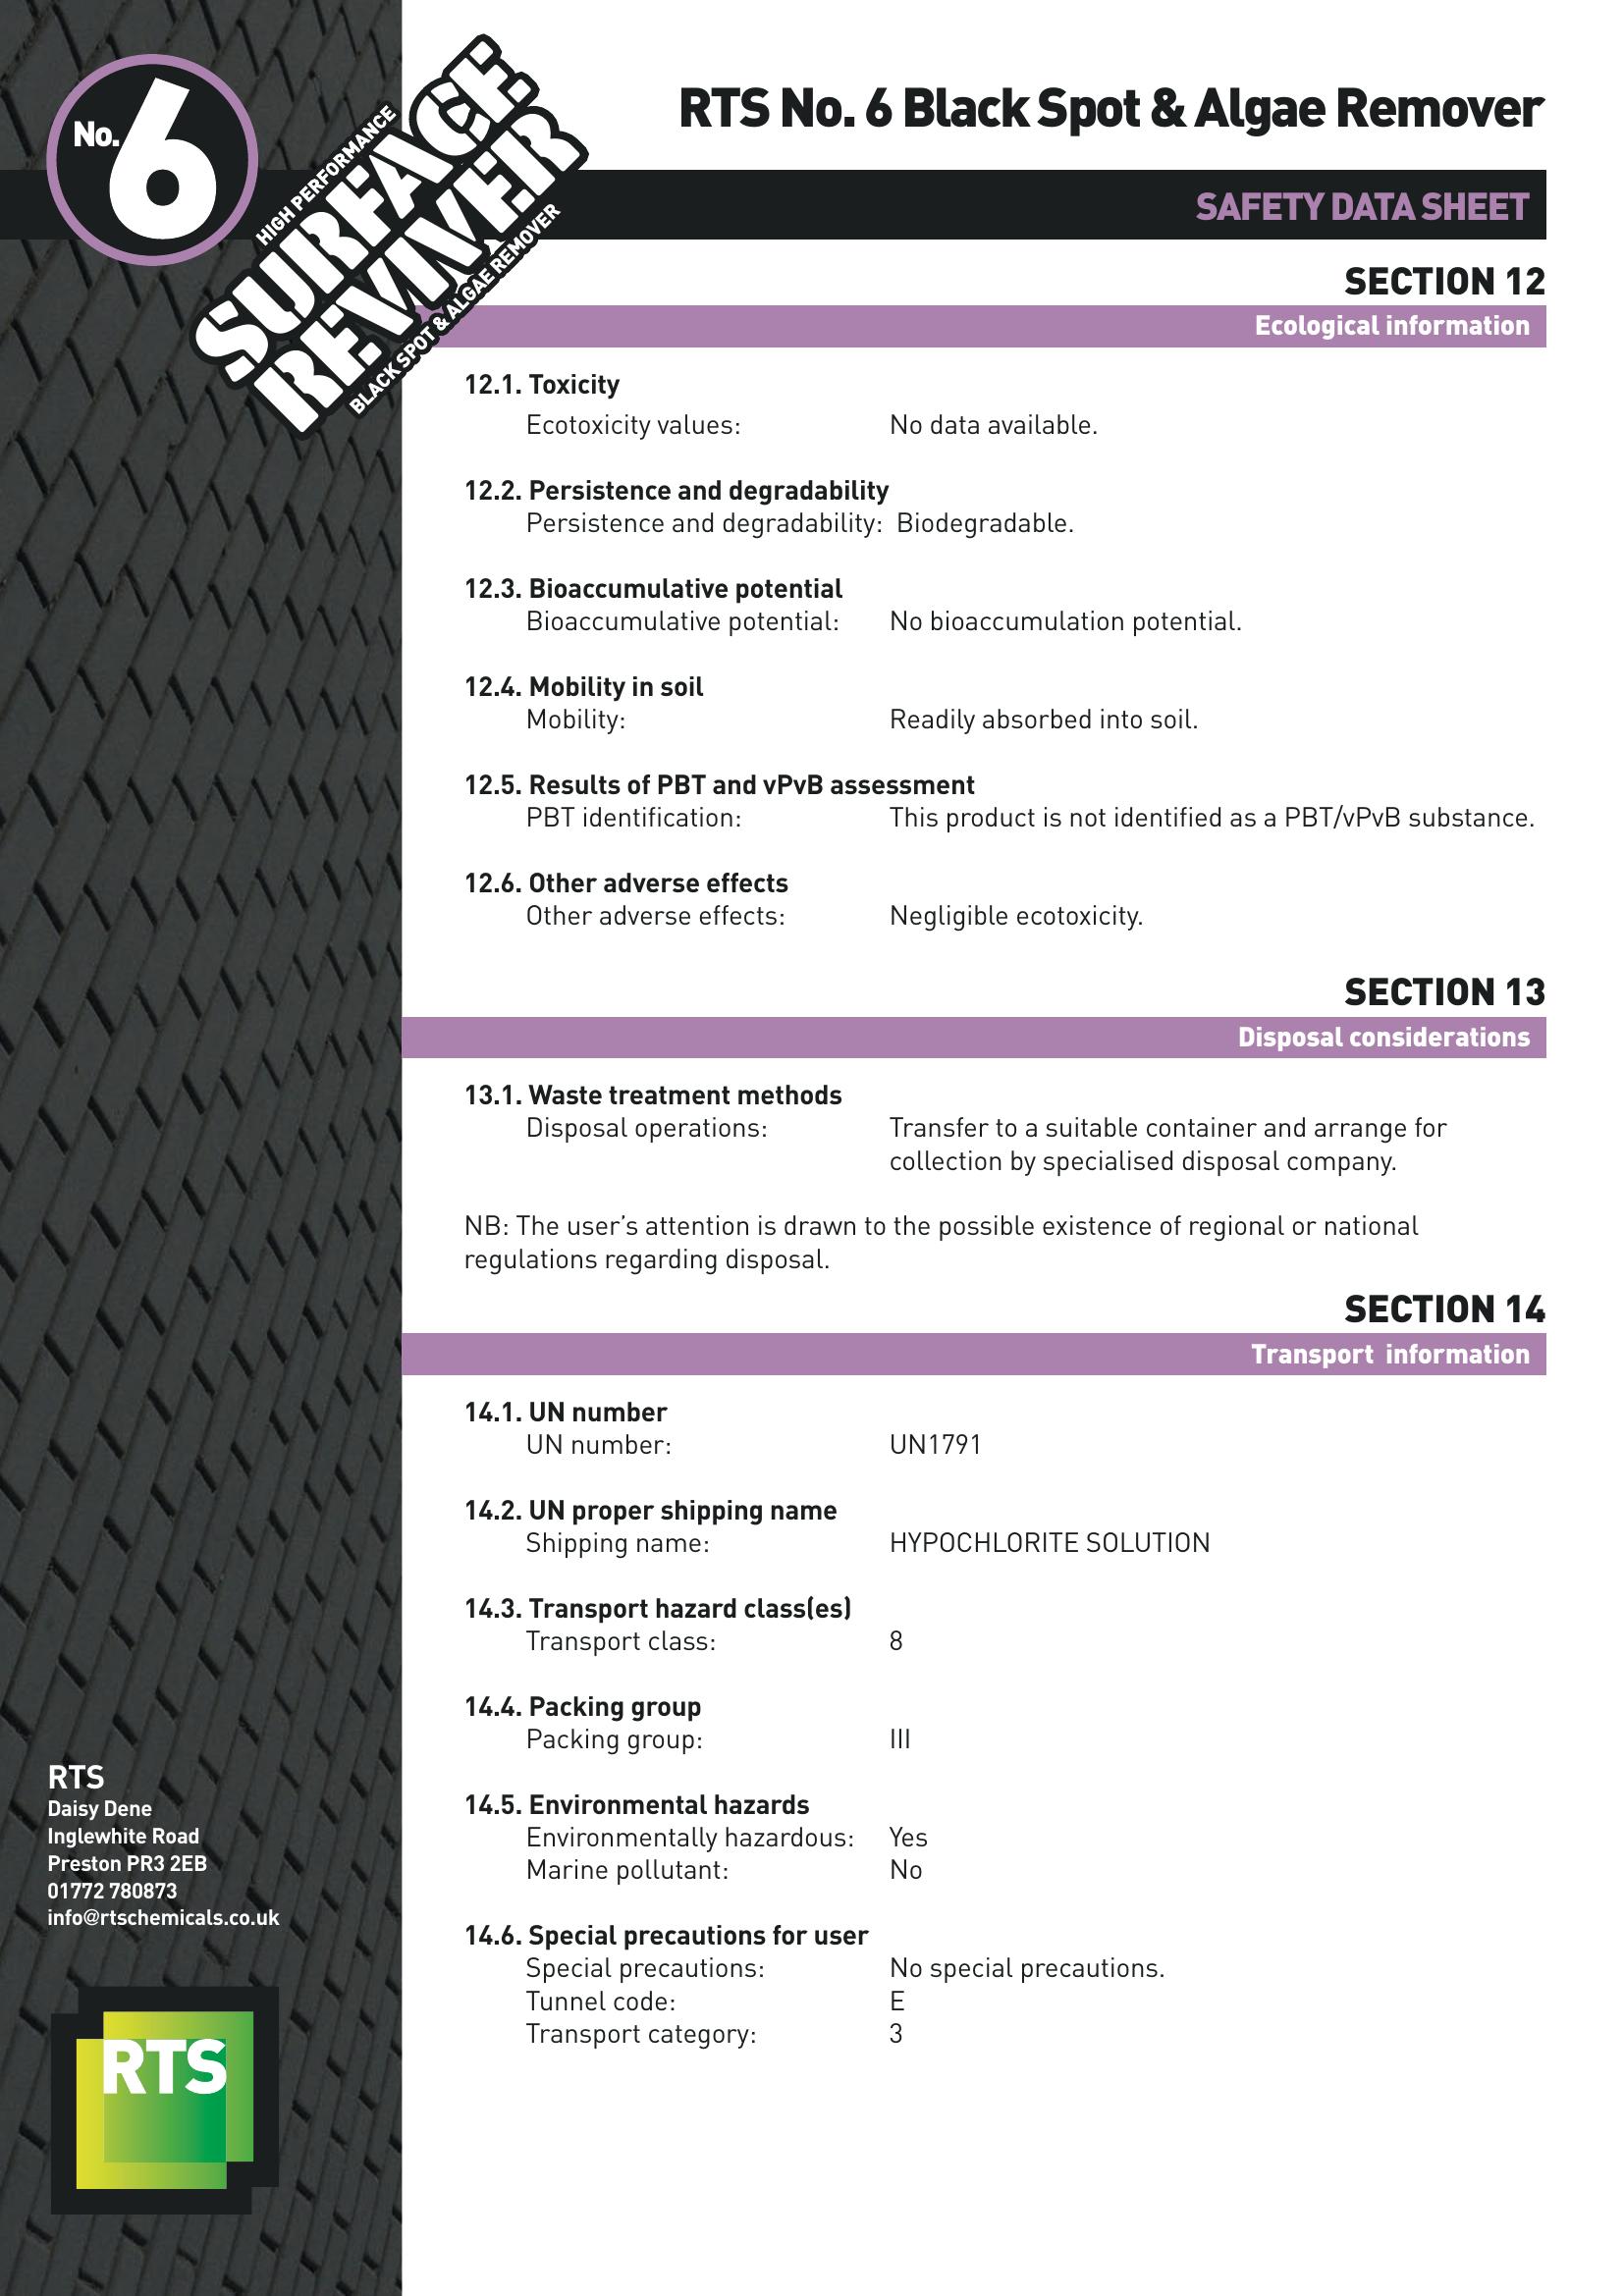 No. 6
HIGH PERFORMANCE
SURFACE
REVIVER
BLACK SPOT & ALGAE REMOVER
RTS No. 6 Black Spot & Algae Remover
SAFETY DATA SHEET
SECTION 12
Ecological information
12.1. Toxicity
Ecotoxicity values: No data available.
12.2. Persistence and degradability
Persistence and degradability: Biodegradable.
12.3. Bioaccumulative potential
Bioaccumulative potential: No bioaccumulation potential.
12.4. Mobility in soil
Mobility: Readily absorbed into soil.
12.5. Results of PBT and vPvB assessment
PBT identification: This product is not identified as a PBT/vPvB substance.
12.6. Other adverse effects
Other adverse effects: Negligible ecotoxicity.
SECTION 13
Disposal considerations
13.1. Waste treatment methods
Disposal operations: Transfer to a suitable container and arrange for
collection by specialised disposal company.
NB: The user’s attention is drawn to the possible existence of regional or national
regulations regarding disposal.
SECTION 14
Transport information
14.1. UN number
UN number: UN1791
14.2. UN proper shipping name
Shipping name: HYPOCHLORITE SOLUTION
14.3. Transport hazard class(es)
Transport class: 8
14.4. Packing group
Packing group: III
14.5. Environmental hazards
Environmentally hazardous: Yes
Marine pollutant: No
14.6. Special precautions for user
Special precautions: No special precautions.
Tunnel code: E
Transport category: 3
RTS
Daisy Dene
Inglewhite Road
Preston PR3 2EB
01772 780873
info@rtschemicals.co.uk
RTS